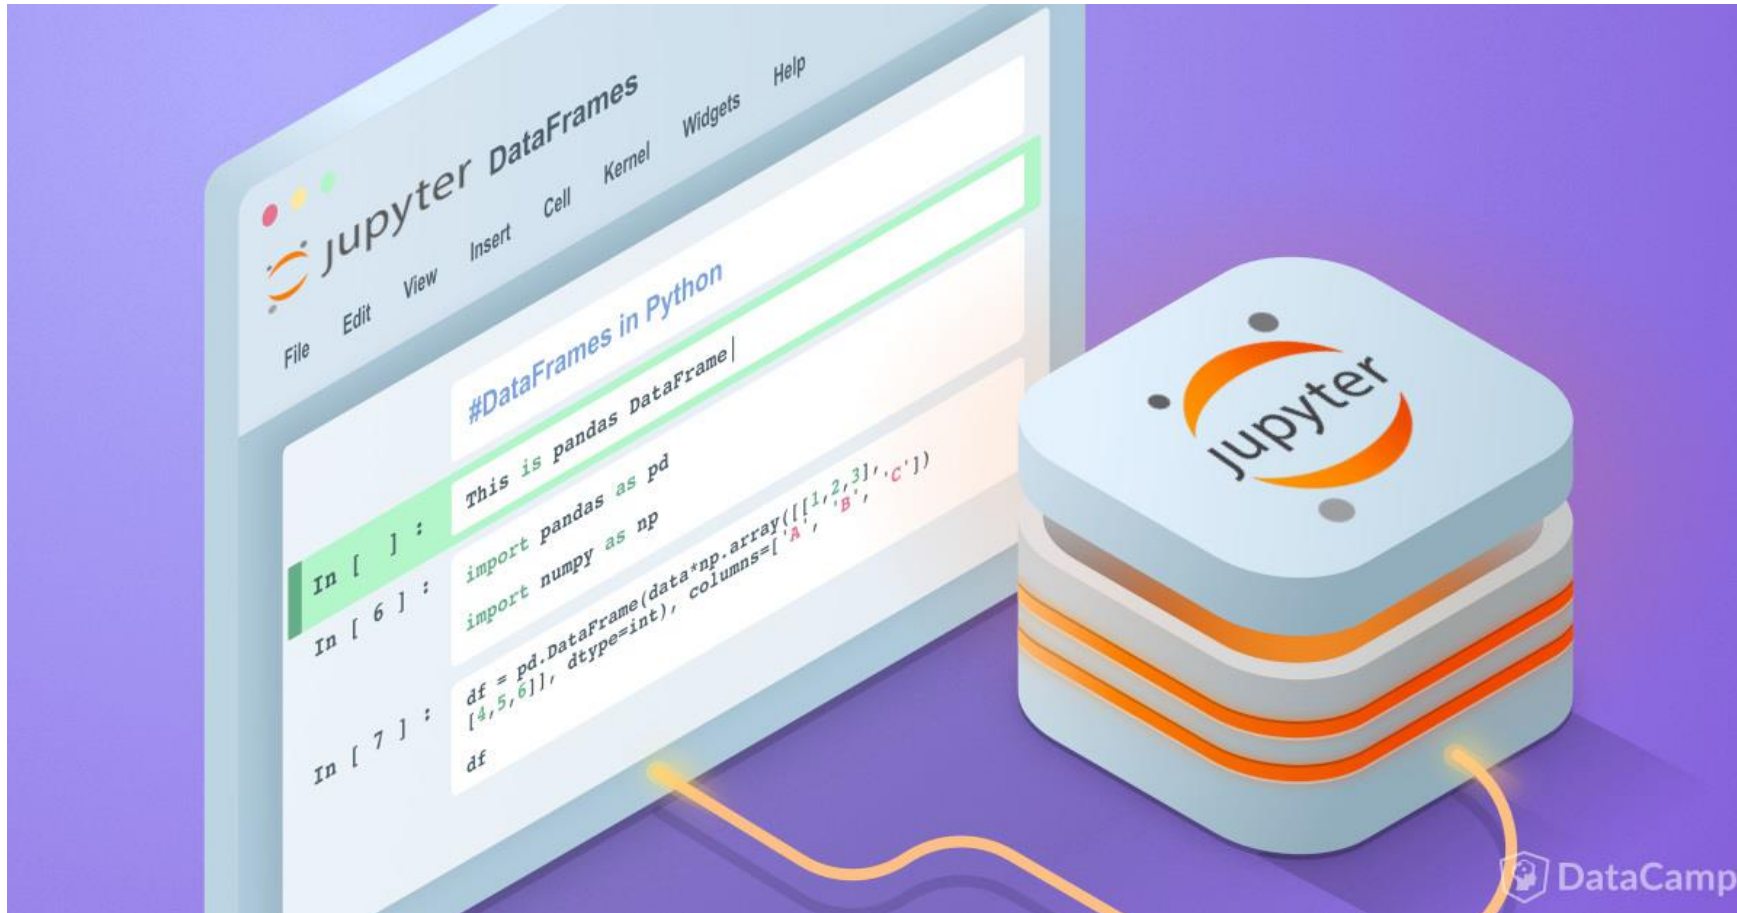 jupyter DataFrames
File Edit View Insert Cell Kernel Widgets Help
#DataFrames in Python
In [ ] : This is pandas DataFrame|
In [ 6 ] : import pandas as pd
import numpy as np
In [ 7 ] : df = pd.DataFrame(data*np.array([[1,2,3],
[4,5,6]], dtype=int), columns=['A', 'B', 'C'])
df
jupyter
DataCamp